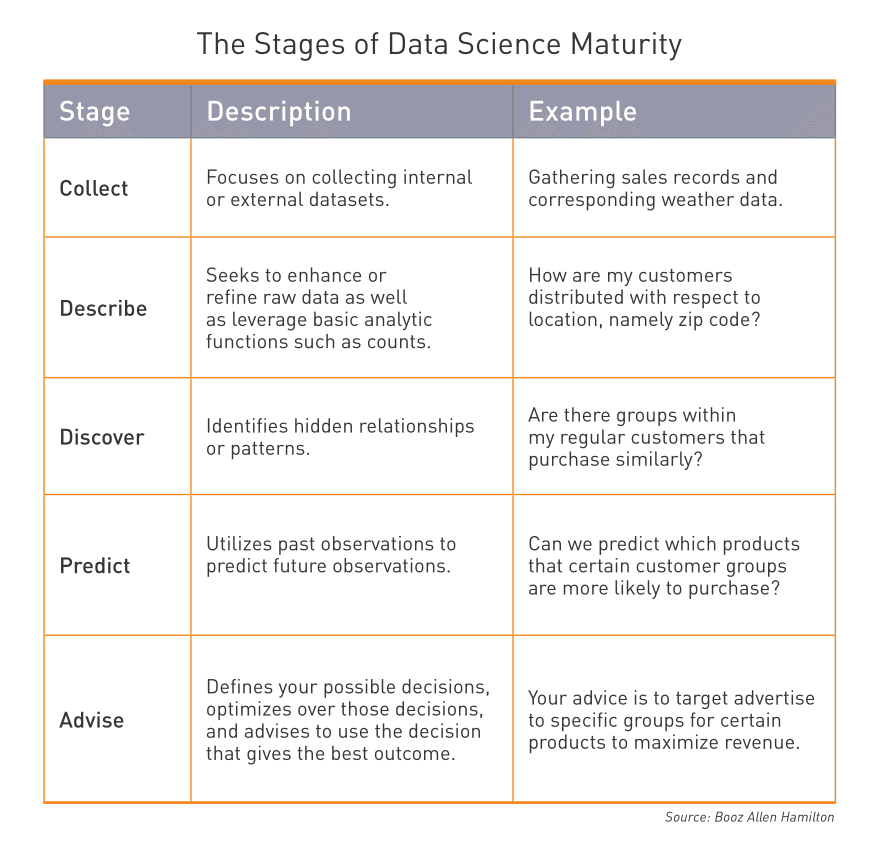 The Stages of Data Science Maturity
Stage
Description
Example
Collect
Focuses on collecting internal
or external datasets.
Gathering sales records and
corresponding weather data.
Describe
Seeks to enhance or
refine raw data as well
as leverage basic analytic
functions such as counts.
How are my customers
distributed with respect to
location, namely zip code?
Discover
Identifies hidden relationships
or patterns.
Are there groups within
my regular customers that
purchase similarly?
Predict
Utilizes past observations to
predict future observations.
Can we predict which products
that certain customer groups
are more likely to purchase?
Advise
Defines your possible decisions,
optimizes over those decisions,
and advises to use the decision
that gives the best outcome.
Your advice is to target advertise
to specific groups for certain
products to maximize revenue.
Source: Booz Allen Hamilton